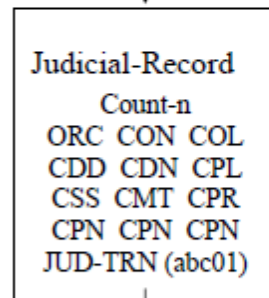 Judicial-Record
Count-n
ORC CON COL
CDD CDN CPL
CSS CMT CPR
CPN CPN CPN
JUD-TRN (abc01)